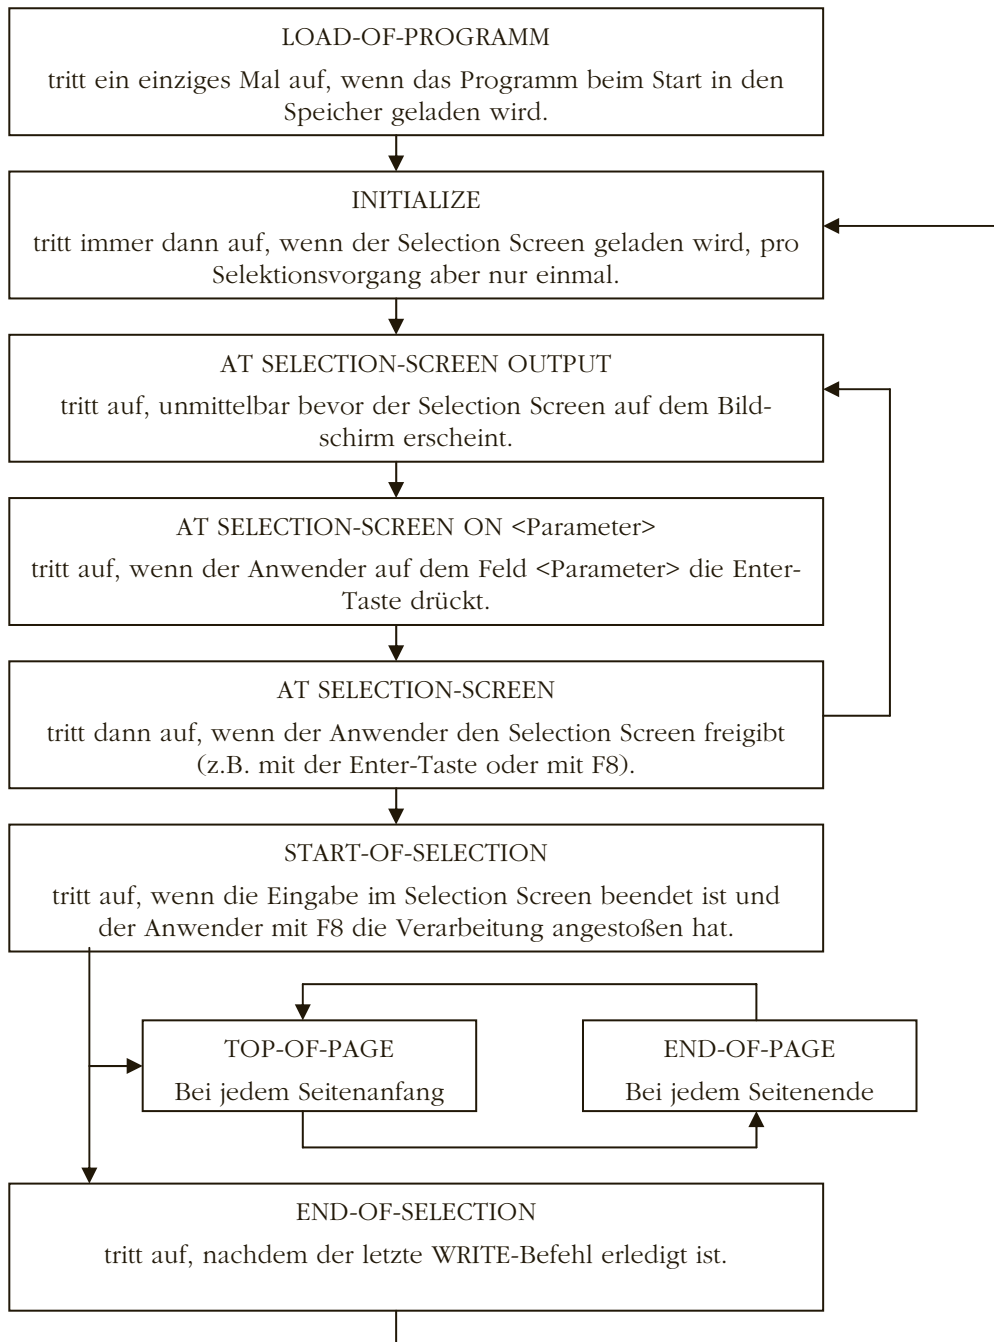 LOAD-OF-PROGRAMM
tritt ein einziges Mal auf, wenn das Programm beim Start in den
Speicher geladen wird.
INITIALIZE
tritt immer dann auf, wenn der Selection Screen geladen wird, pro
Selektionsvorgang aber nur einmal.
AT SELECTION-SCREEN OUTPUT
tritt auf, unmittelbar bevor der Selection Screen auf dem Bild-
schirm erscheint.
AT SELECTION-SCREEN ON <Parameter>
tritt auf, wenn der Anwender auf dem Feld <Parameter> die Enter-
Taste drückt.
AT SELECTION-SCREEN
tritt dann auf, wenn der Anwender den Selection Screen freigibt
(z.B. mit der Enter-Taste oder mit F8).
START-OF-SELECTION
tritt auf, wenn die Eingabe im Selection Screen beendet ist und
der Anwender mit F8 die Verarbeitung angestoßen hat.
TOP-OF-PAGE
Bei jedem Seitenanfang
END-OF-PAGE
Bei jedem Seitenende
END-OF-SELECTION
tritt auf, nachdem der letzte WRITE-Befehl erledigt ist.